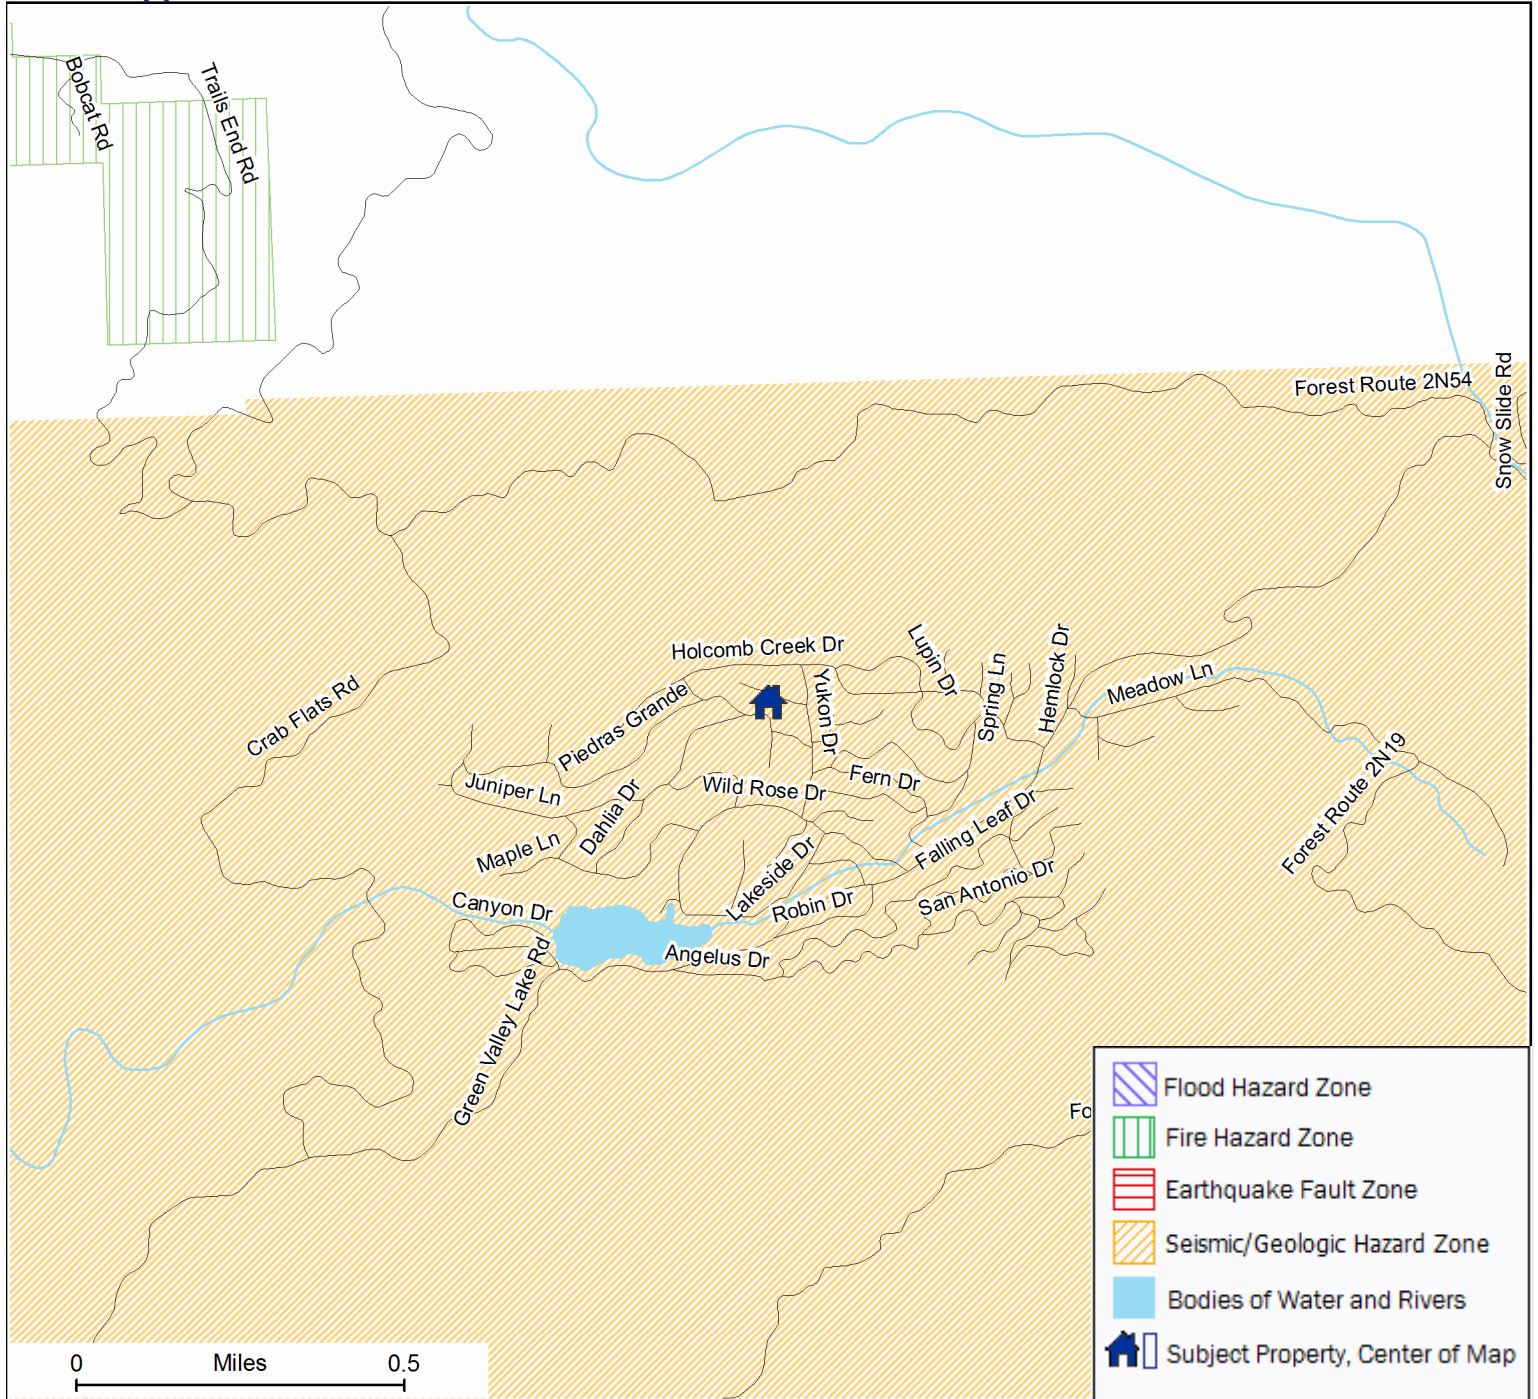 Bobcat Rd
Trails End Rd
Forest Route 2N54
Snow Slide Rd
Holcomb Creek Dr
Lupin Dr
Spring Ln
Hemlock Dr
Meadow Ln
Yukon Dr
Piedras Grande
Crab Flats Rd
Juniper Ln
Dahlia Dr
Wild Rose Dr
Fern Dr
Forest Route 2N19
Maple Ln
Falling Leaf Dr
Lakeside Dr
San Antonio Dr
Canyon Dr
Robin Dr
Angelus Dr
Green Valley Lake Rd
Fo
Flood Hazard Zone
Fire Hazard Zone
Earthquake Fault Zone
Seismic/Geologic Hazard Zone
Bodies of Water and Rivers
Subject Property, Center of Map
0 Miles 0.5